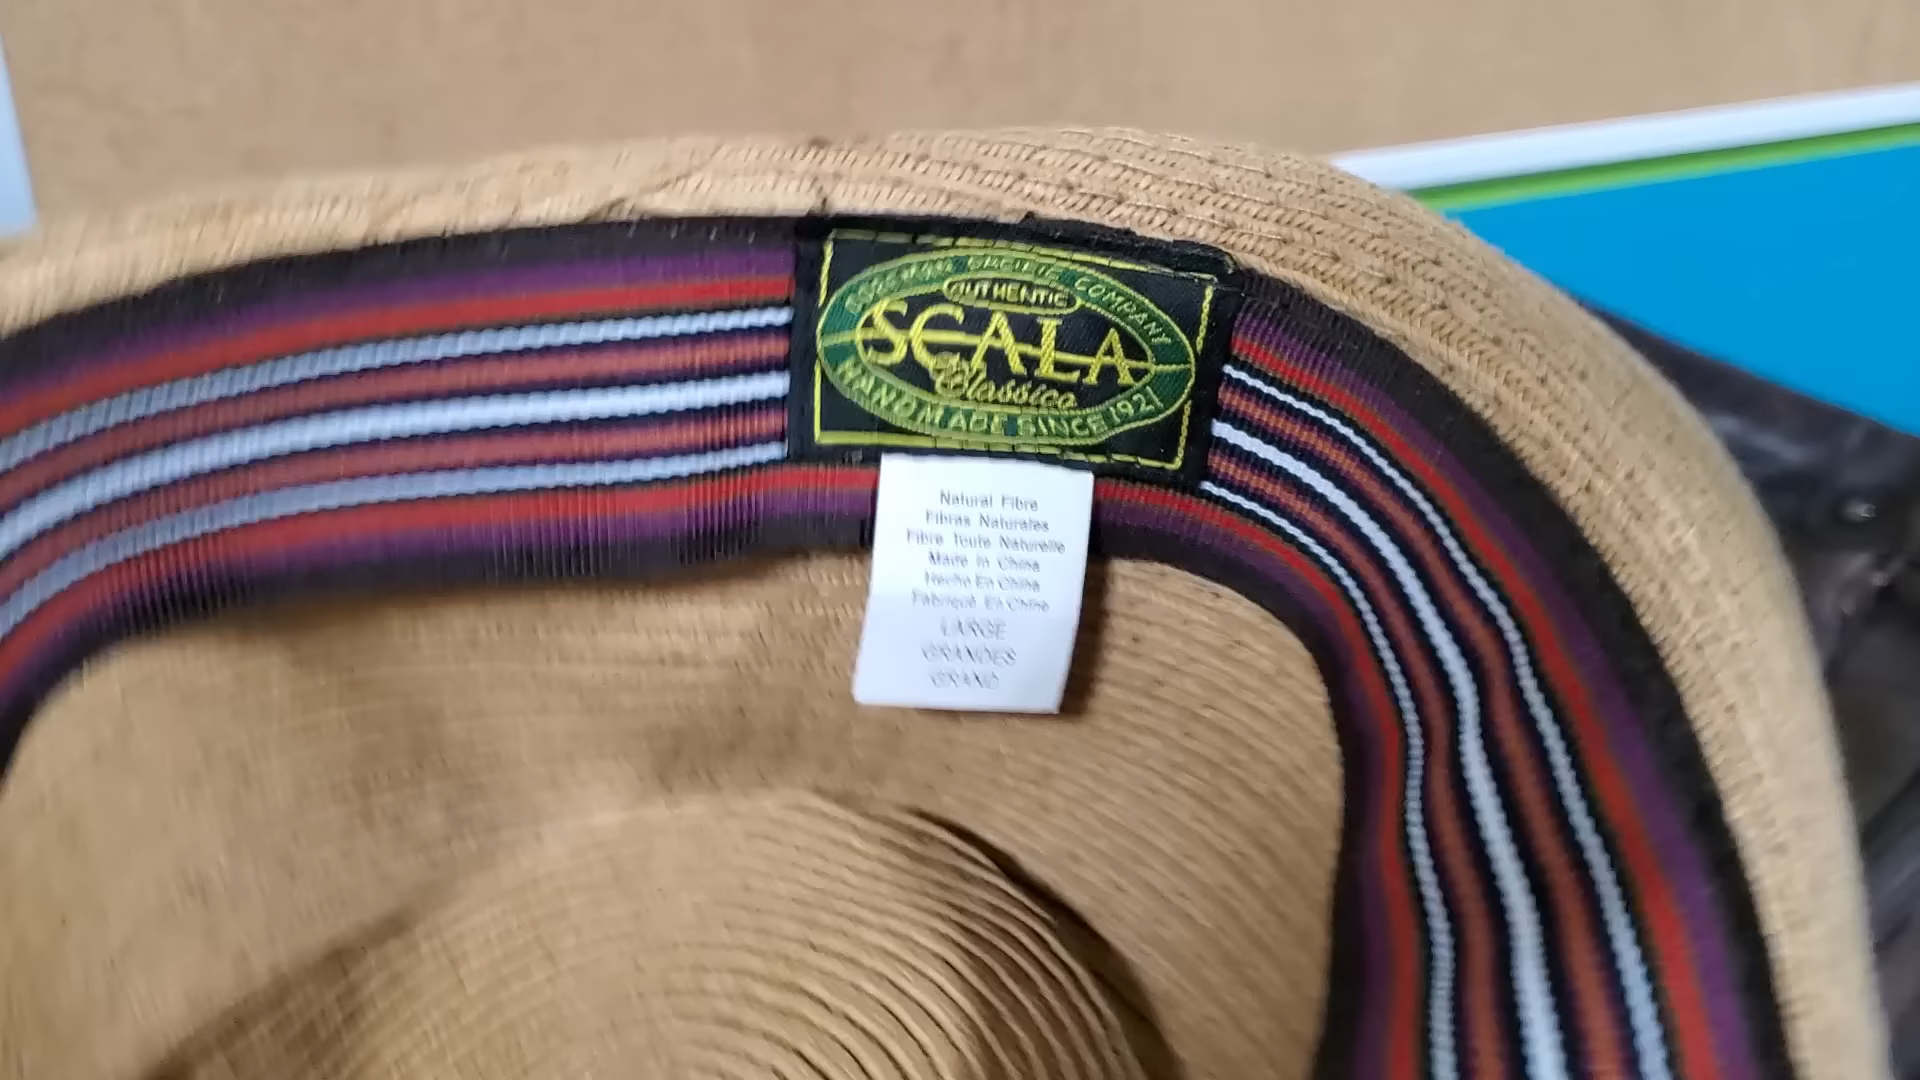 DORFMAN PACIFIC COMPANY
AUTHENTIC
SCALA
Classico
HANDMADE SINCE 1921
Natural Fibre
Fibras Naturales
Fibre Toute Naturelle
Made In China
Hecho En China
Fabriqué En Chine
LARGE
GRANDES
GRAND